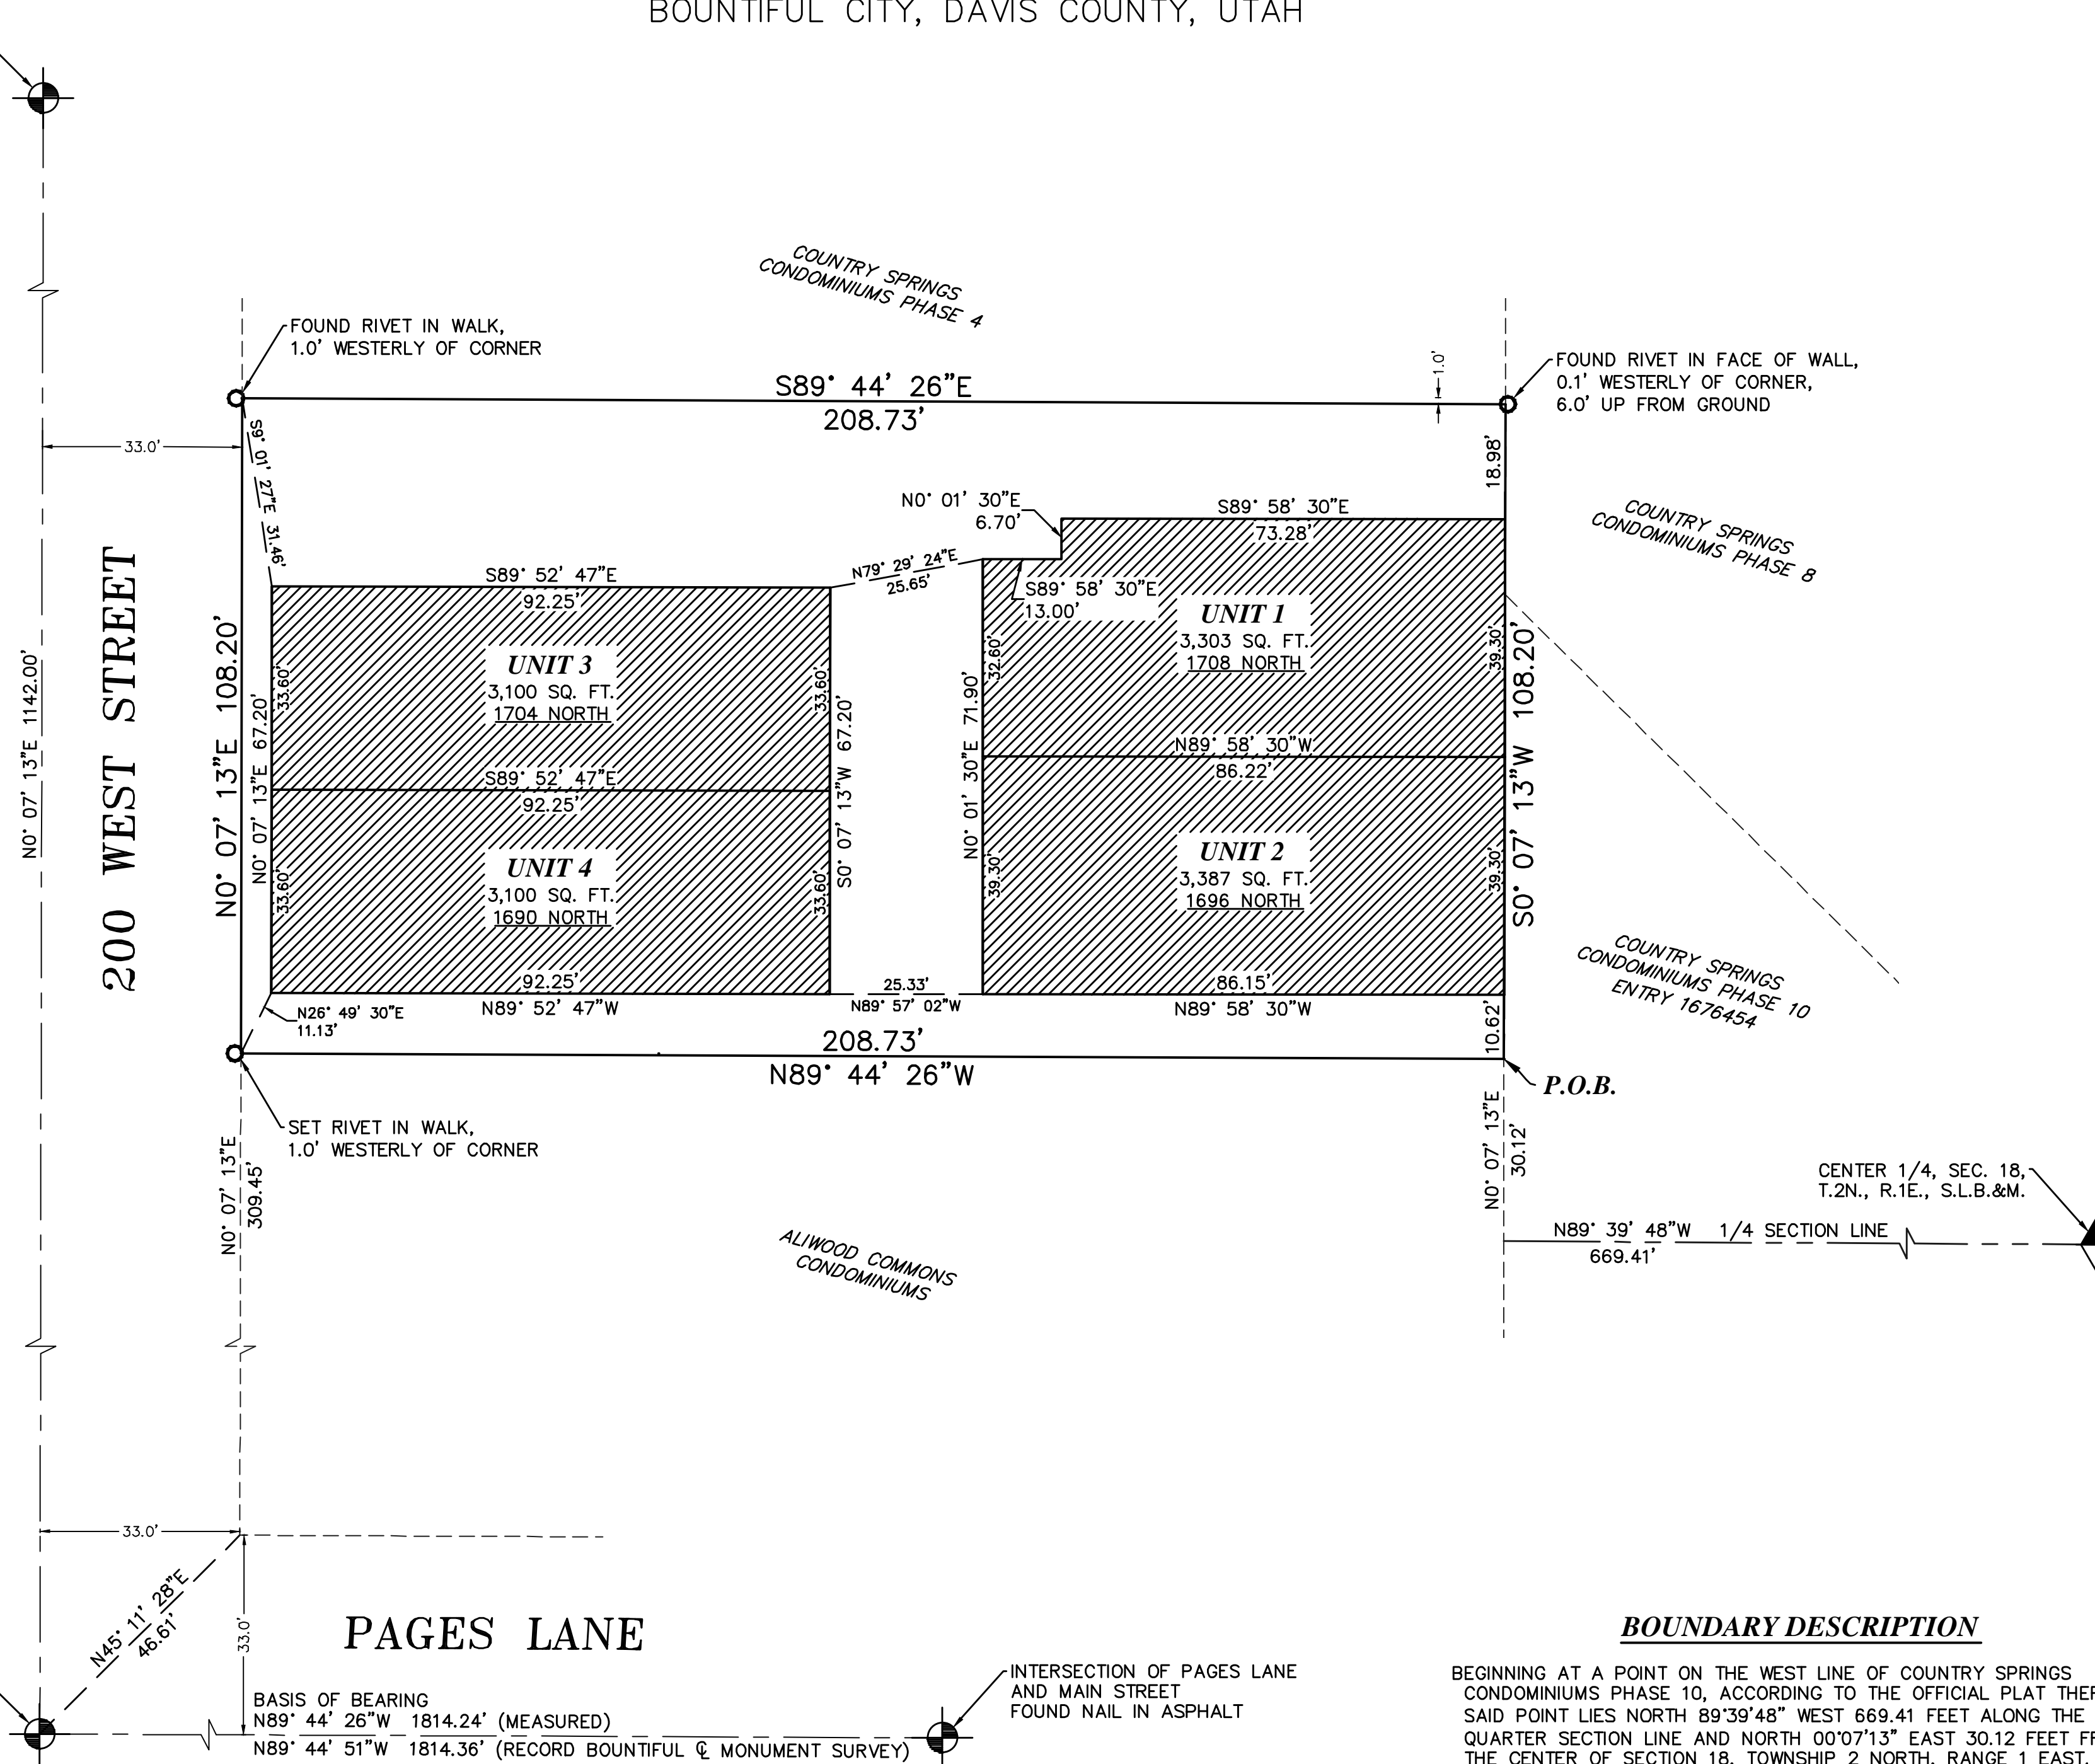 BOUNTIFUL CITY, DAVIS COUNTY, UTAH
COUNTRY SPRINGS
CONDOMINIUMS PHASE 4
FOUND RIVET IN WALK,
1.0' WESTERLY OF CORNER
1.0'
FOUND RIVET IN FACE OF WALL,
0.1' WESTERLY OF CORNER,
6.0' UP FROM GROUND
S89° 44' 26"E
208.73'
33.0'
S9° 01' 27"E 31.46'
18.98'
N0° 01' 30"E
6.70'
S89° 58' 30"E
73.28'
COUNTRY SPRINGS
CONDOMINIUMS PHASE 8
N79° 29' 24"E
25.65'
S89° 58' 30"E
13.00'
S89° 52' 47"E
92.25'
200 WEST STREET
N0° 07' 13"E 1142.00'
N0° 07' 13"E 108.20'
N0° 07' 13"E 67.20'
33.60'
UNIT 3
3,100 SQ. FT.
1704 NORTH
33.60'
S0° 07' 13"W 67.20'
N0° 01' 30"E 71.90'
32.60'
UNIT 1
3,303 SQ. FT.
1708 NORTH
39.30'
S0° 07' 13"W 108.20'
S89° 52' 47"E
92.25'
N89° 58' 30"W
86.22'
33.60'
UNIT 4
3,100 SQ. FT.
1690 NORTH
33.60'
39.30'
UNIT 2
3,387 SQ. FT.
1696 NORTH
39.30'
COUNTRY SPRINGS
CONDOMINIUMS PHASE 10
ENTRY 1676454
92.25'
N89° 52' 47"W
25.33'
N89° 57' 02"W
86.15'
N89° 58' 30"W
N26° 49' 30"E
11.13'
10.62'
208.73'
N89° 44' 26"W
P.O.B.
SET RIVET IN WALK,
1.0' WESTERLY OF CORNER
N0° 07' 13"E
309.45'
N0° 07' 13"E
30.12'
CENTER 1/4, SEC. 18,
T.2N., R.1E., S.L.B.&M.
N89° 39' 48"W 1/4 SECTION LINE
669.41'
ALIWOOD COMMONS
CONDOMINIUMS
33.0'
N45° 11' 28"E
46.61'
33.0'
PAGES LANE
BASIS OF BEARING
N89° 44' 26"W 1814.24' (MEASURED)
N89° 44' 51"W 1814.36' (RECORD BOUNTIFUL ℄ MONUMENT SURVEY)
INTERSECTION OF PAGES LANE
AND MAIN STREET
FOUND NAIL IN ASPHALT
BOUNDARY DESCRIPTION
BEGINNING AT A POINT ON THE WEST LINE OF COUNTRY SPRINGS
CONDOMINIUMS PHASE 10, ACCORDING TO THE OFFICIAL PLAT
SAID POINT LIES NORTH 89°39'48" WEST 669.41 FEET ALONG THE
QUARTER SECTION LINE AND NORTH 00°07'13" EAST 30.12 FEET
THE CENTER OF SECTION 18, TOWNSHIP 2 NORTH, RANGE 1 EAST